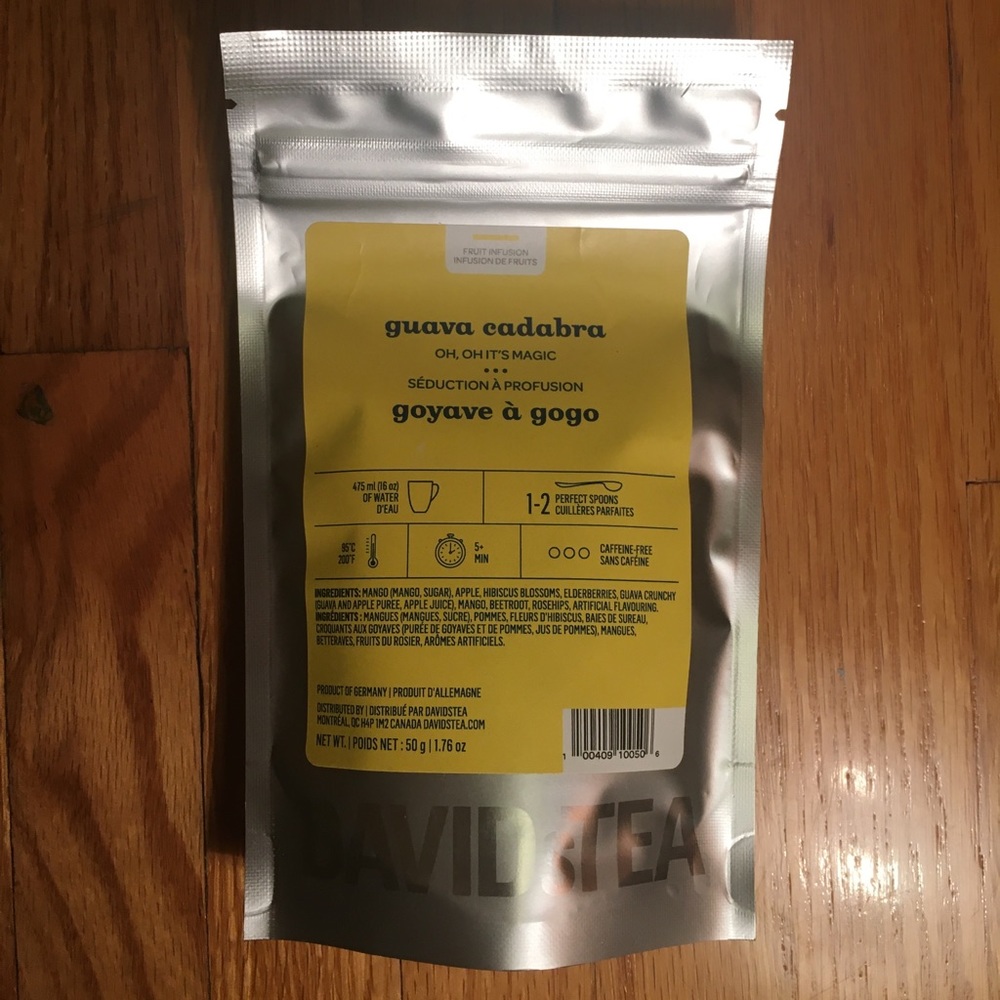 FRUIT INFUSION
INFUSION DE FRUITS
guava cadabra
OH, OH IT'S MAGIC
SÉDUCTION À PROFUSION
goyave à gogo
475 ml (16 oz)
OF WATER
D'EAU
1-2 PERFECT SPOONS
CUILLÈRES PARFAITES
95°C
200°F
5+
MIN
CAFFEINE-FREE
SANS CAFÉINE
INGREDIENTS: MANGO (MANGO, SUGAR), APPLE, HIBISCUS BLOSSOMS, ELDERBERRIES, GUAVA CRUNCHY
(GUAVA AND APPLE PUREE, APPLE JUICE), MANGO, BEETROOT, ROSEHIPS, ARTIFICIAL FLAVOURING.
INGRÉDIENTS : MANGUES (MANGUES, SUCRE), POMMES, FLEURS D'HIBISCUS, BAIES DE SUREAU,
CROQUANTS AUX GOYAVES (PURÉE DE GOYAVES ET DE POMMES, JUS DE POMMES), MANGUES,
BETTERAVES, FRUITS DU ROSIER, ARÔMES ARTIFICIELS.
PRODUCT OF GERMANY | PRODUIT D'ALLEMAGNE
DISTRIBUTED BY | DISTRIBUÉ PAR DAVIDSTEA
MONTRÉAL, QC H4P 1M2 CANADA DAVIDSTEA.COM
NET WT. | POIDS NET : 50 g | 1.76 oz
1 00409 10050 6
DAVIDsTEA